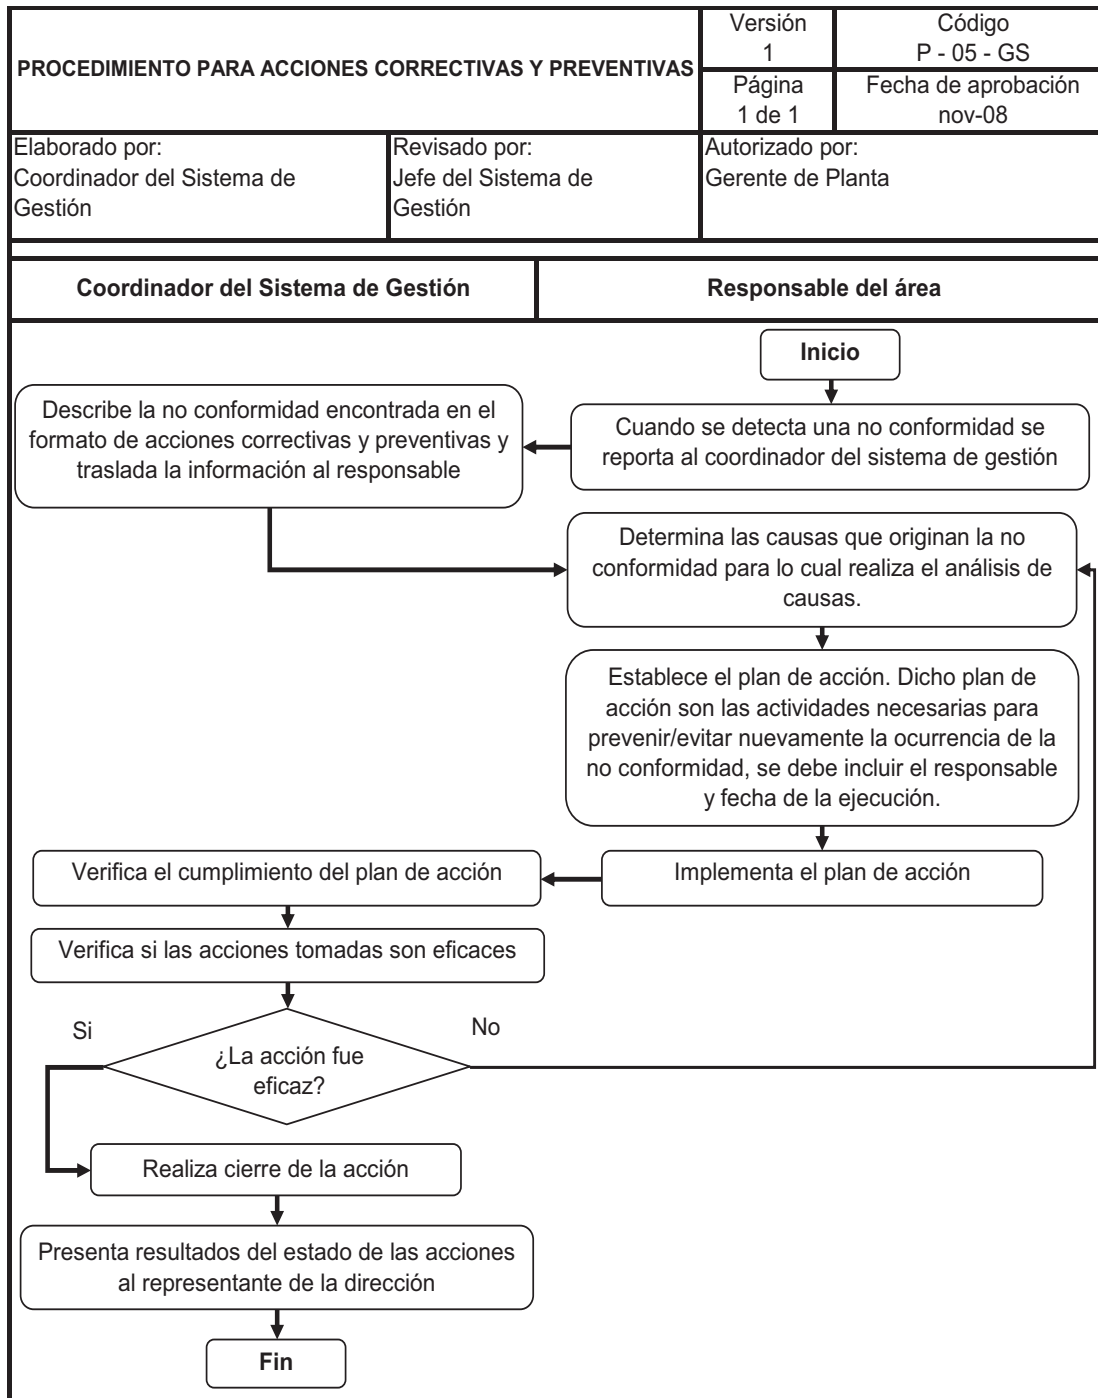 PROCEDIMIENTO PARA ACCIONES CORRECTIVAS Y PREVENTIVAS
Versión
1
Código
P - 05 - GS
Página
1 de 1
Fecha de aprobación
nov-08
Elaborado por:
Coordinador del Sistema de
Gestión
Revisado por:
Jefe del Sistema de
Gestión
Autorizado por:
Gerente de Planta
Coordinador del Sistema de Gestión
Responsable del área
Inicio
Cuando se detecta una no conformidad se
reporta al coordinador del sistema de gestión
Describe la no conformidad encontrada en el
formato de acciones correctivas y preventivas y
traslada la información al responsable
Determina las causas que originan la no
conformidad para lo cual realiza el análisis de
causas.
Establece el plan de acción. Dicho plan de
acción son las actividades necesarias para
prevenir/evitar nuevamente la ocurrencia de la
no conformidad, se debe incluir el responsable
y fecha de la ejecución.
Implementa el plan de acción
Verifica el cumplimiento del plan de acción
Verifica si las acciones tomadas son eficaces
Si
No
¿La acción fue
eficaz?
Realiza cierre de la acción
Presenta resultados del estado de las acciones
al representante de la dirección
Fin